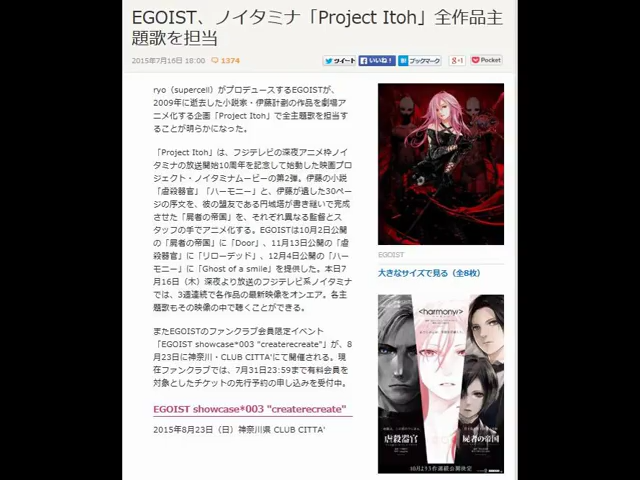 EGOIST、ノイタミナ「Project Itoh」全作品主
題歌を担当
2015年7月16日 18:00 1374
ツイート いいね! ブックマーク g+1 Pocket
ryo（supercell）がプロデュースするEGOISTが、
2009年に逝去した小説家・伊藤計劃の作品を劇場ア
ニメ化する企画「Project Itoh」で全主題歌を担当す
ることが明らかになった。
「Project Itoh」は、フジテレビの深夜アニメ枠ノイ
タミナの放送開始10周年を記念して始動した映画プロ
ジェクト・ノイタミナムービーの第2弾。伊藤の小説
「虐殺器官」「ハーモニー」と、伊藤が遺した30ペー
ジの序文を、彼の盟友である円城塔が書き継いで完成
させた「屍者の帝国」を、それぞれ異なる監督とス
タッフの手でアニメ化する。EGOISTは10月2日公開
の「屍者の帝国」に「Door」、11月13日公開の「虐
殺器官」に「リローデッド」、12月4日公開の「ハー
モニー」に「Ghost of a smile」を提供した。本日7
月16日（木）深夜より放送のフジテレビ系ノイタミナ
では、3週連続で各作品の最新映像をオンエア。各主
題歌もその映像の中で聴くことができる。
またEGOISTのファンクラブ会員限定イベント
「EGOIST showcase*003 "createrecreate"」が、8
月23日に神奈川・CLUB CITTA'にて開催される。現
在ファンクラブでは、7月31日23:59まで有料会員を
対象としたチケットの先行予約の申し込みを受付中。
EGOIST showcase*003 "createrecreate"
2015年8月23日（日）神奈川県 CLUB CITTA'
EGOIST
大きなサイズで見る（全8枚）
<harmony/>
虐殺器官
屍者の帝国